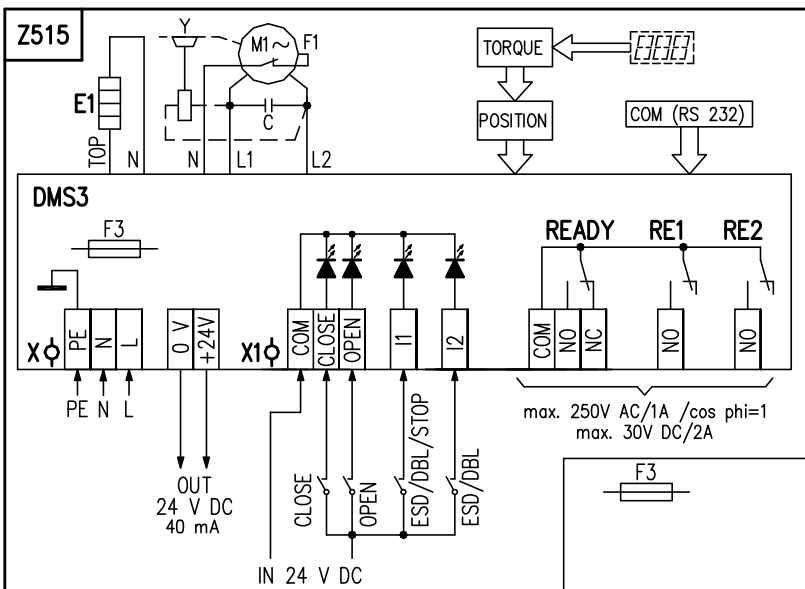 Z515
Y
M1~
F1
TORQUE
8888
E1
C
POSITION
COM (RS 232)
TOP
N
N
L1
L2
DMS3
F3
READY
RE1
RE2
X
PE
N
L
0 V
+24V
X1
COM
CLOSE
OPEN
I1
I2
COM
NO
NC
NO
NO
PE
N
L
max. 250V AC/1A /cos phi=1
max. 30V DC/2A
OUT
24 V DC
40 mA
CLOSE
OPEN
ESD/DBL/STOP
ESD/DBL
F3
IN 24 V DC